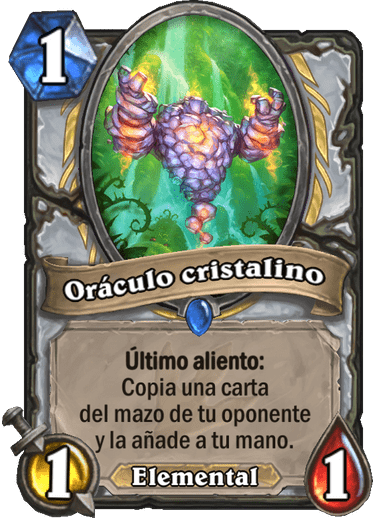 1
Oráculo cristalino
Último aliento:
Copia una carta
del mazo de tu oponente
y la añade a tu mano.
1
Elemental
1